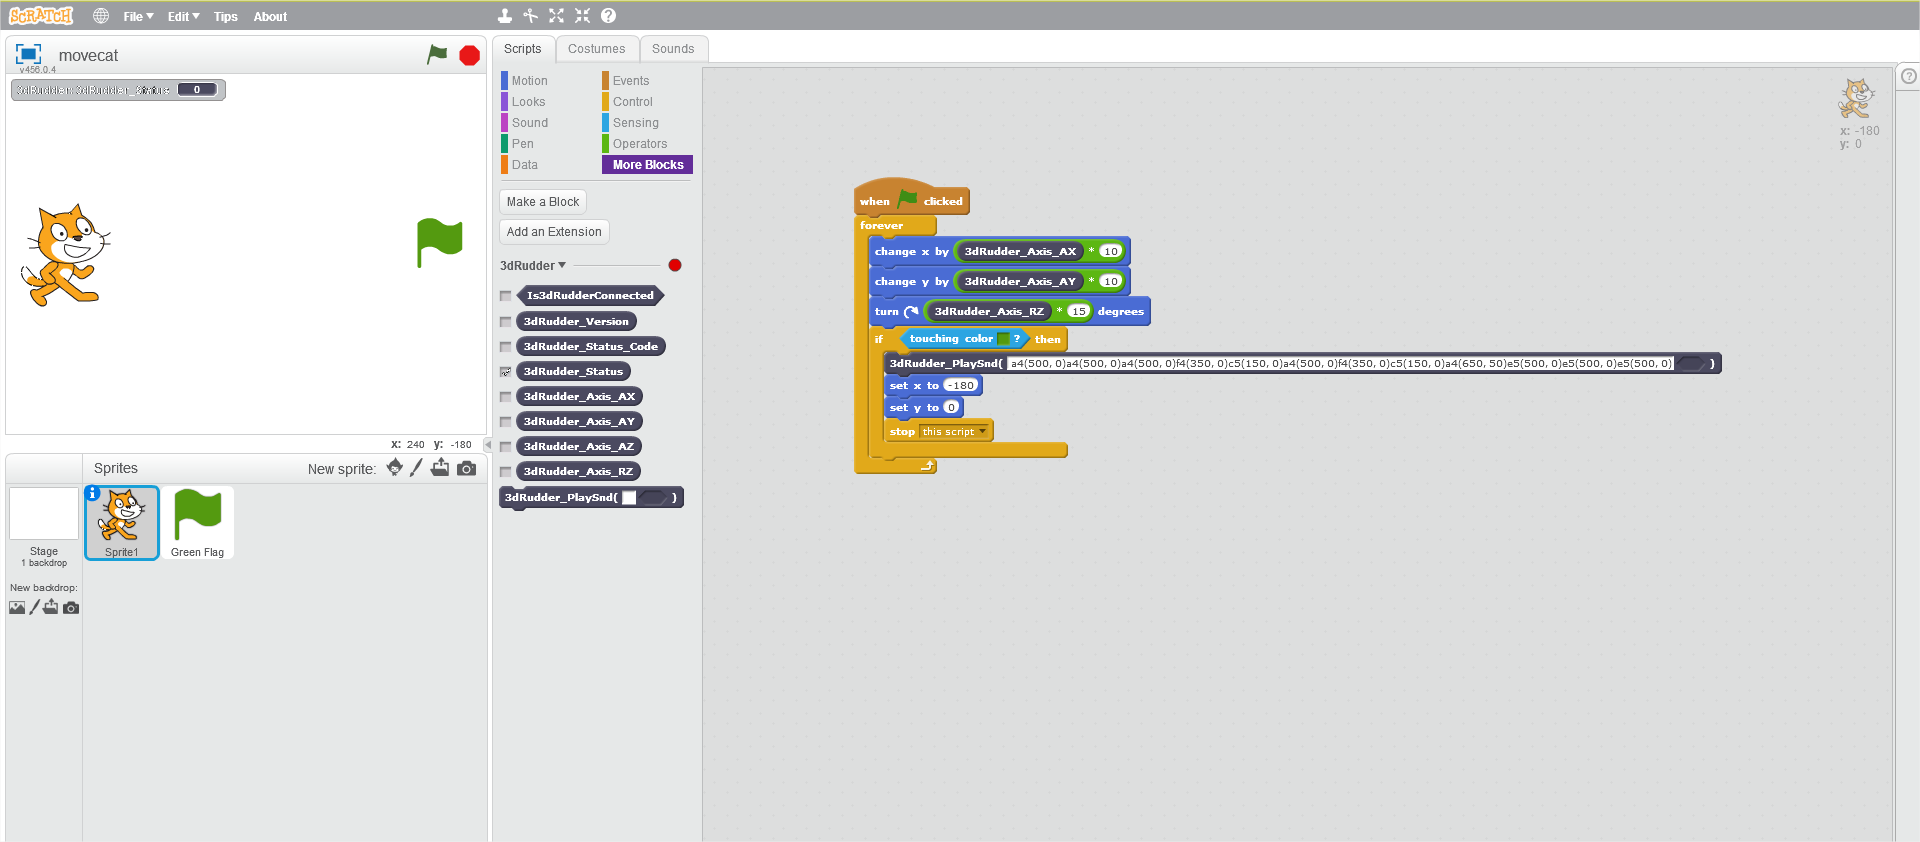 SCRATCH File Edit Tips About
movecat
v456.0.4
3dRudder: 3dRudder_Status 0
x: 240 y: -180
Sprites New sprite:
Stage
1 backdrop
New backdrop:
Sprite1
Green Flag
Scripts Costumes Sounds
Motion Events
Looks Control
Sound Sensing
Pen Operators
Data More Blocks
Make a Block
Add an Extension
3dRudder
Is3dRudderConnected
3dRudder_Version
3dRudder_Status_Code
3dRudder_Status
3dRudder_Axis_AX
3dRudder_Axis_AY
3dRudder_Axis_AZ
3dRudder_Axis_RZ
3dRudder_PlaySnd( )
when clicked
forever
change x by 3dRudder_Axis_AX * 10
change y by 3dRudder_Axis_AY * 10
turn 3dRudder_Axis_RZ * 15 degrees
if touching color ? then
3dRudder_PlaySnd( a4(500, 0)a4(500, 0)a4(500, 0)f4(350, 0)c5(150, 0)a4(500, 0)f4(350, 0)c5(150, 0)a4(650, 50)e5(500, 0)e5(500, 0)e5(500, 0) )
set x to -180
set y to 0
stop this script
x: -180
y: 0